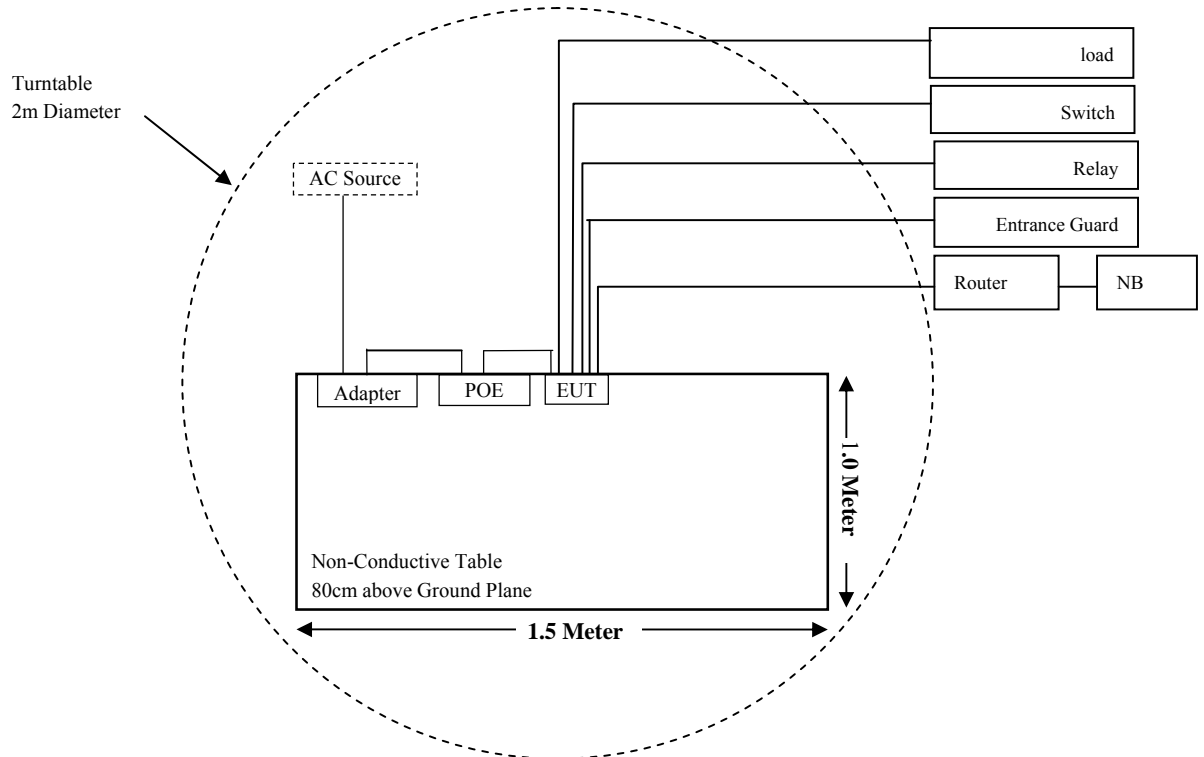 load
Turntable
2m Diameter
Switch
AC Source
Relay
Entrance Guard
Router
NB
Adapter
POE
EUT
1.0 Meter
Non-Conductive Table
80cm above Ground Plane
1.5 Meter